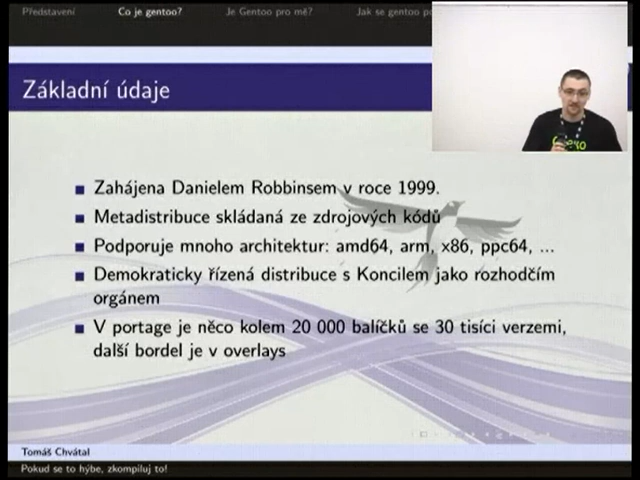 Představení Co je gentoo? Je Gentoo pro mě? Jak se gentoo
Základní údaje
Zahájena Danielem Robbinsem v roce 1999.
Metadistribuce skládaná ze zdrojových kódů
Podporuje mnoho architektur: amd64, arm, x86, ppc64, ...
Demokraticky řízená distribuce s Koncilem jako rozhodčím
orgánem
V portage je něco kolem 20 000 balíčků se 30 tisíci verzemi,
další bordel je v overlays
Tomáš Chvátal
Pokud se to hýbe, zkompiluj to!